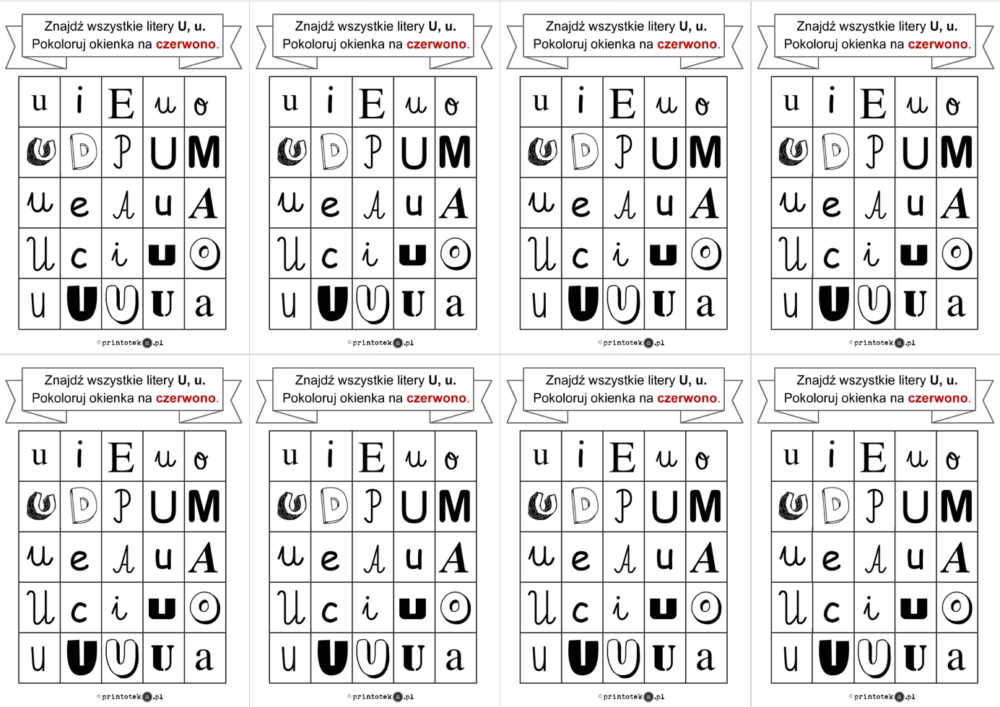 Znajdź wszystkie litery U, u.
Pokoloruj okienka na czerwono.
u i E u o
U D P U M
u e A u A
U c i u O
u U U U a
©printoteka.pl
Znajdź wszystkie litery U, u.
Pokoloruj okienka na czerwono.
u i E u o
U D P U M
u e A u A
U c i u O
u U U U a
©printoteka.pl
Znajdź wszystkie litery U, u.
Pokoloruj okienka na czerwono.
u i E u o
U D P U M
u e A u A
U c i u O
u U U U a
©printoteka.pl
Znajdź wszystkie litery U, u.
Pokoloruj okienka na czerwono.
u i E u o
U D P U M
u e A u A
U c i u O
u U U U a
©printoteka.pl
Znajdź wszystkie litery U, u.
Pokoloruj okienka na czerwono.
u i E u o
U D P U M
u e A u A
U c i u O
u U U U a
©printoteka.pl
Znajdź wszystkie litery U, u.
Pokoloruj okienka na czerwono.
u i E u o
U D P U M
u e A u A
U c i u O
u U U U a
©printoteka.pl
Znajdź wszystkie litery U, u.
Pokoloruj okienka na czerwono.
u i E u o
U D P U M
u e A u A
U c i u O
u U U U a
©printoteka.pl
Znajdź wszystkie litery U, u.
Pokoloruj okienka na czerwono.
u i E u o
U D P U M
u e A u A
U c i u O
u U U U a
©printoteka.pl